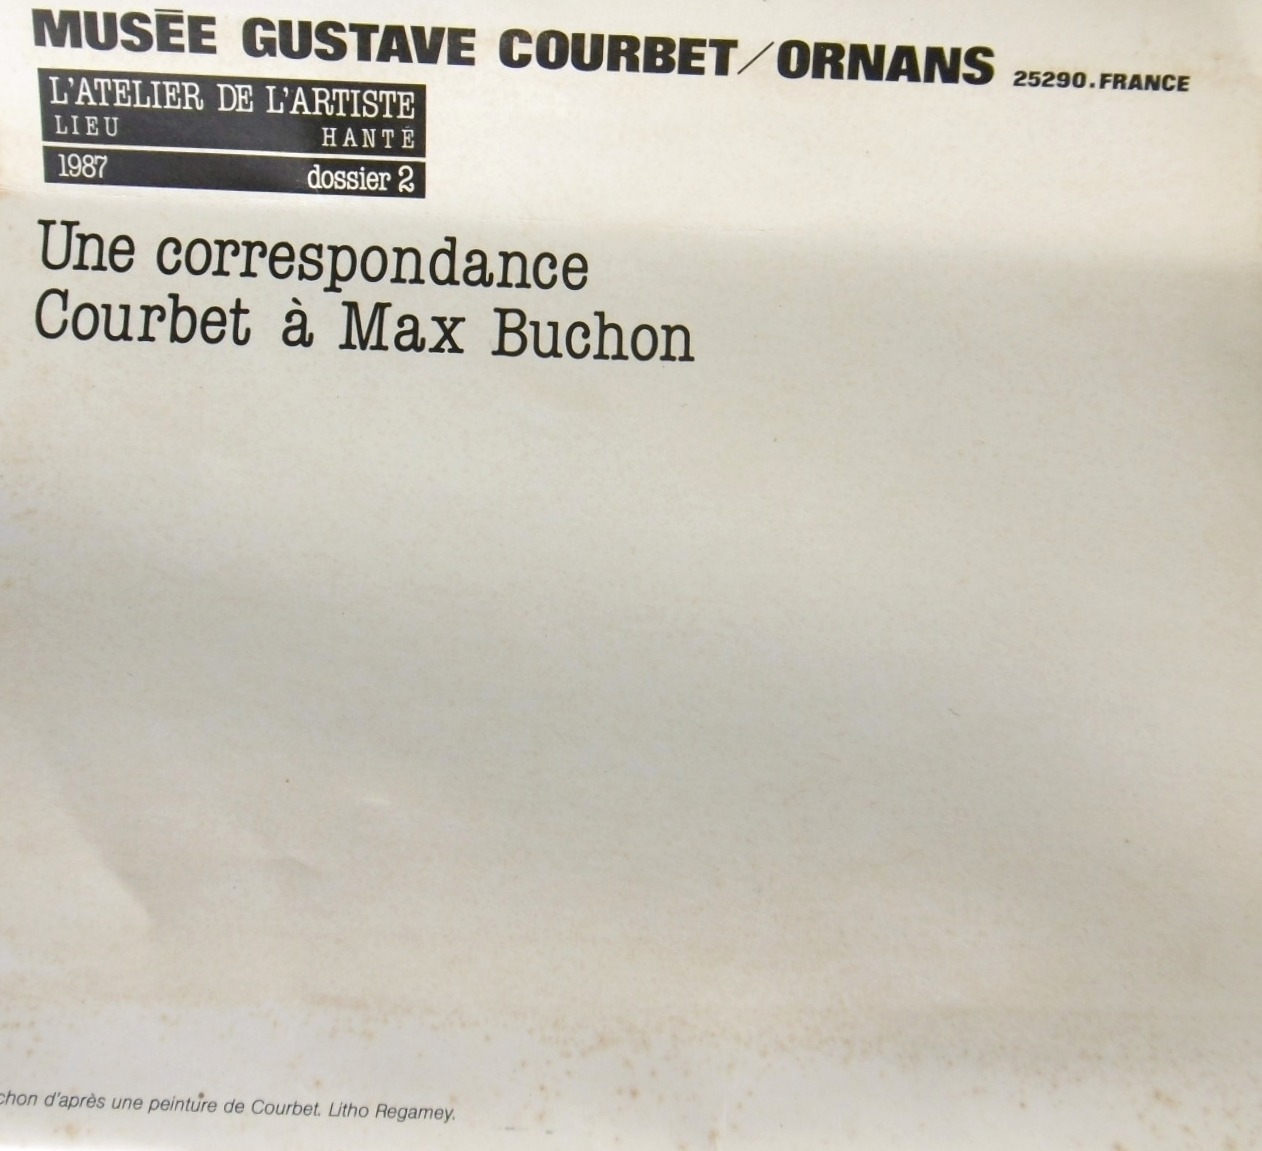 MUSÉE GUSTAVE COURBET/ORNANS 25290.FRANCE
L'ATELIER DE L'ARTISTE
LIEU HANTÉ
1987 dossier 2
Une correspondance
Courbet à Max Buchon
chon d'après une peinture de Courbet. Litho Regamey.